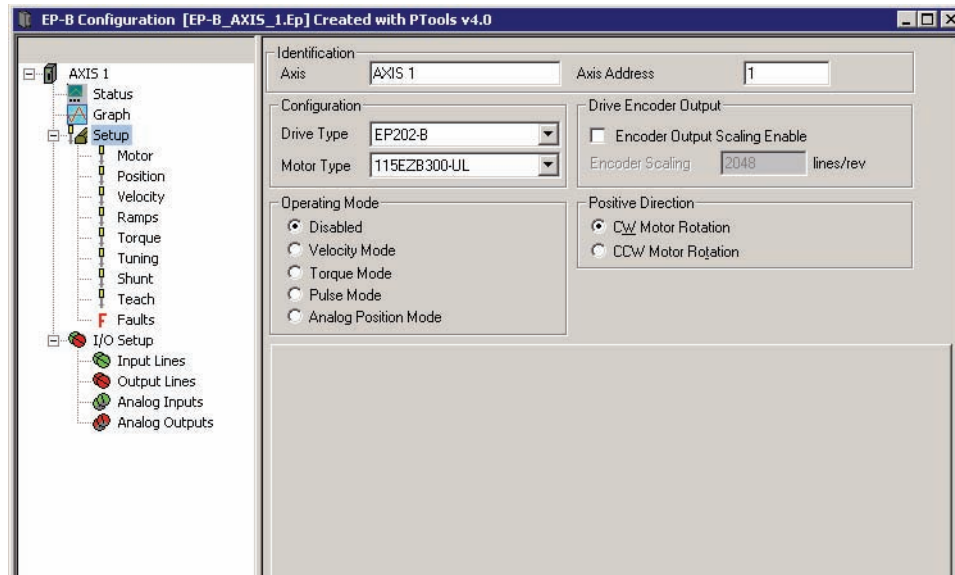 EP-B Configuration [EP-B_AXIS_1.Ep] Created with PTools v4.0
AXIS 1
Status
Graph
Setup
Motor
Position
Velocity
Ramps
Torque
Tuning
Shunt
Teach
F Faults
I/O Setup
Input Lines
Output Lines
Analog Inputs
Analog Outputs
Identification
Axis AXIS 1 Axis Address 1
Configuration
Drive Type EP202-B
Motor Type 115EZB300-UL
Drive Encoder Output
Encoder Output Scaling Enable
Encoder Scaling 2048 lines/rev
Operating Mode
Disabled
Velocity Mode
Torque Mode
Pulse Mode
Analog Position Mode
Positive Direction
CW Motor Rotation
CCW Motor Rotation